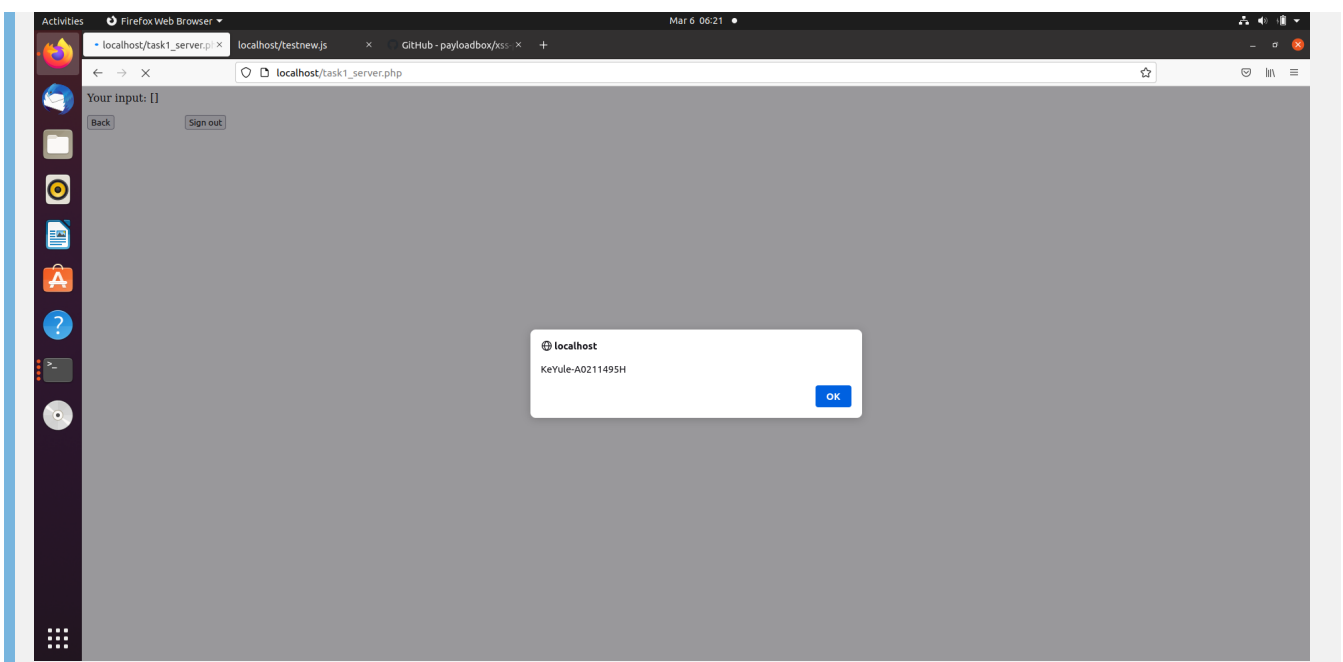 Activities Firefox Web Browser Mar 6 06:21
localhost/task1_server.ph × localhost/testnew.js × GitHub - payloadbox/xss- × +
localhost/task1_server.php
Your input: []
Back Sign out
localhost
KeYule-A0211495H
OK